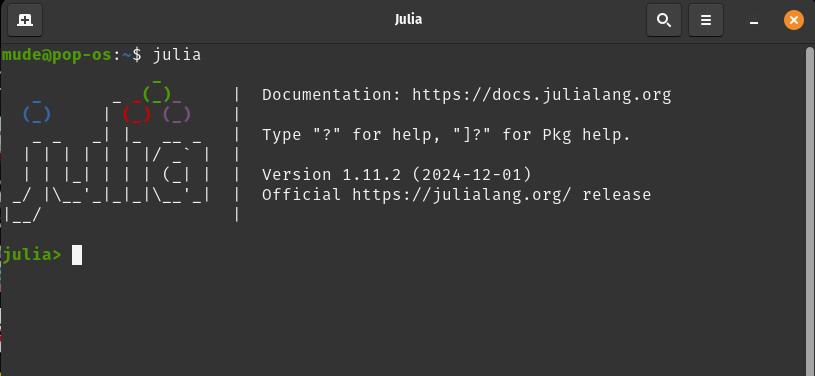 Julia
mude@pop-os:~$ julia
               _
   _       _ _(_)_     |  Documentation: https://docs.julialang.org
  (_)     | (_) (_)    |
   _ _   _| |_  __ _   |  Type "?" for help, "]?" for Pkg help.
  | | | | | | |/ _` |  |
  | | |_| | | | (_| |  |  Version 1.11.2 (2024-12-01)
 _/ |\__'_|_|_|\__'_|  |  Official https://julialang.org/ release
|__/                   |
julia>